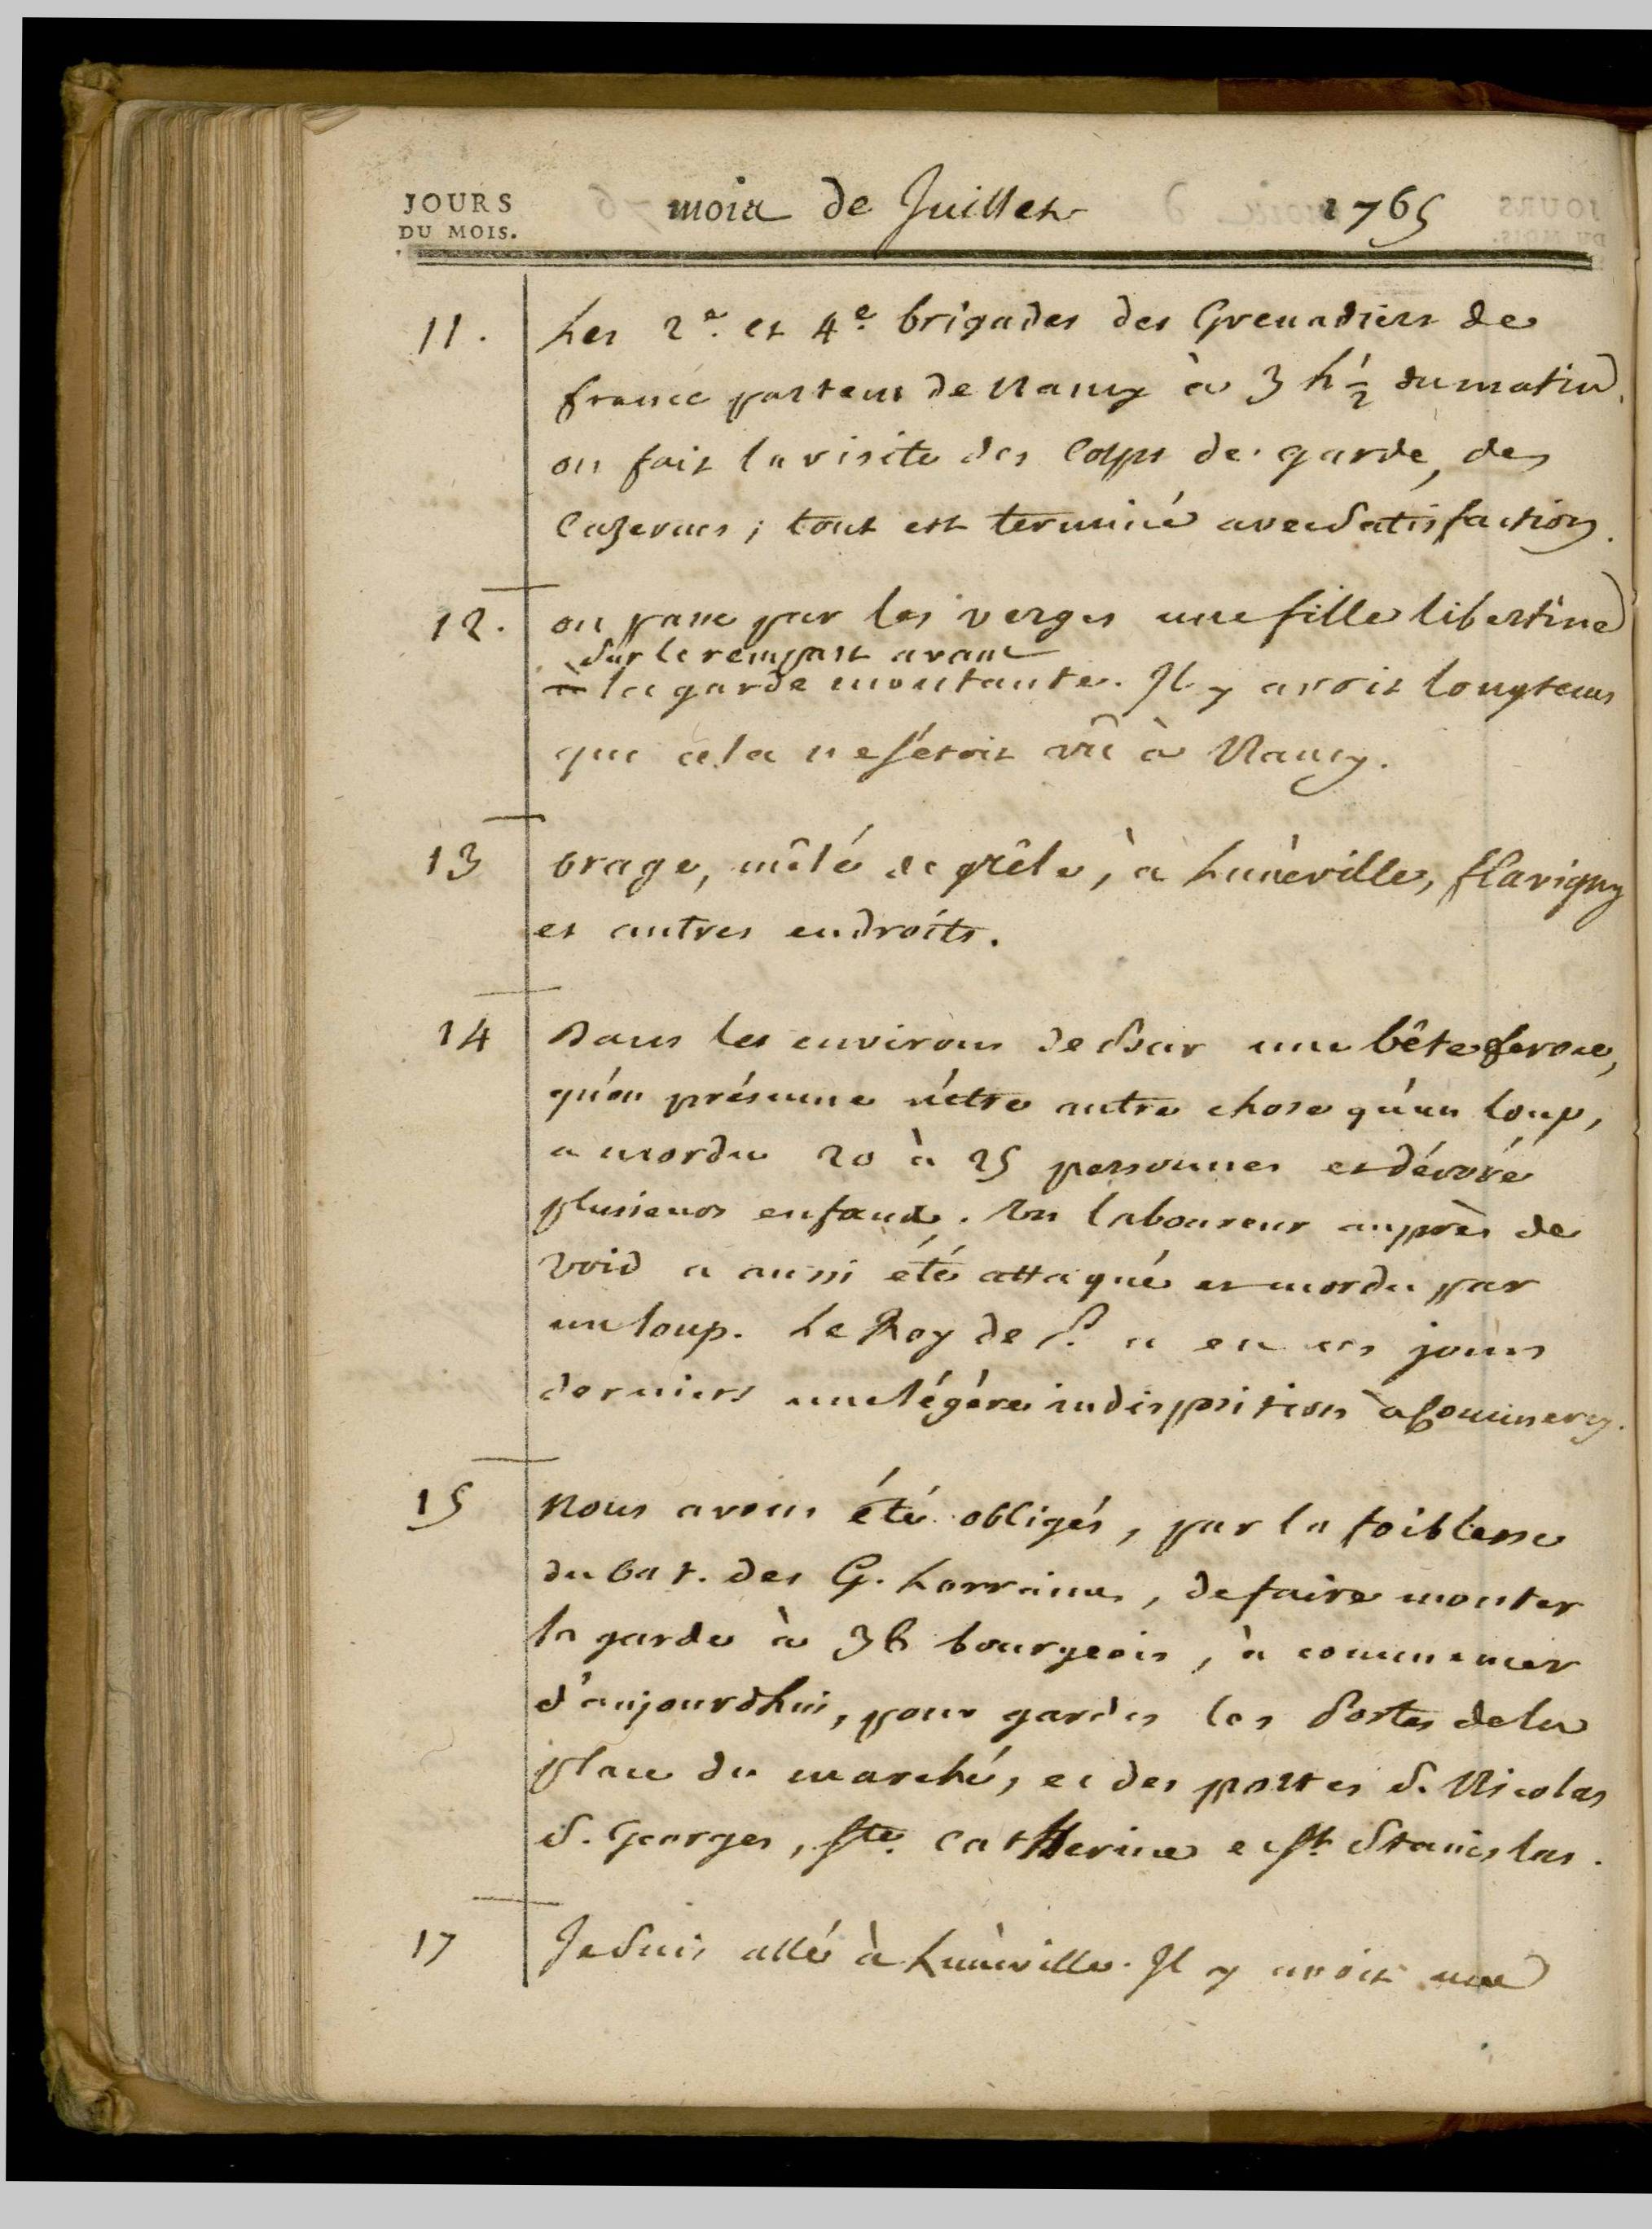 JOURS
DU MOIS.
mois de Juillet 1765
11. Les 2e. et 4e. brigades des Grenadiers de
france partent de Nancy à 3 h 1/2 du matin.
on fait la visite des Corps de garde, des
Cazernes; tout est terminé avec Satisfaction.
12. on passe par les verges une fille libertine
Sur le rempart avant
la garde montante. Il y avoit longtems
que cela ne s'étoit vû à Nancy.
13 Orage, mêlé de grêle, à Lunéville, flavigny
et autres endroits.
14 Dans les environs de Bar une bête feroce,
qu'on présume n'être autre chose qu'un loup,
a mordu 20 à 25 personnes et dévoré
plusieurs enfans. Un laboureur auprès de
Void a aussi été attaqué et mordu par
un loup. Le Roy de P. a eu ces jours
derniers une légère indisposition à Commercy.
15 Nous avons été obligés, par la foiblesse
du bat. des G. Lorraines, de faire monter
la garde à 36 bourgeois, à commencer
d'aujourdhui, pour garder les Postes de la
place du marché, et des portes S. Nicolas
S. Georges, Ste. Catherine et St. Stanislas.
17 Je Suis allé à Lunéville. Il y avoit une